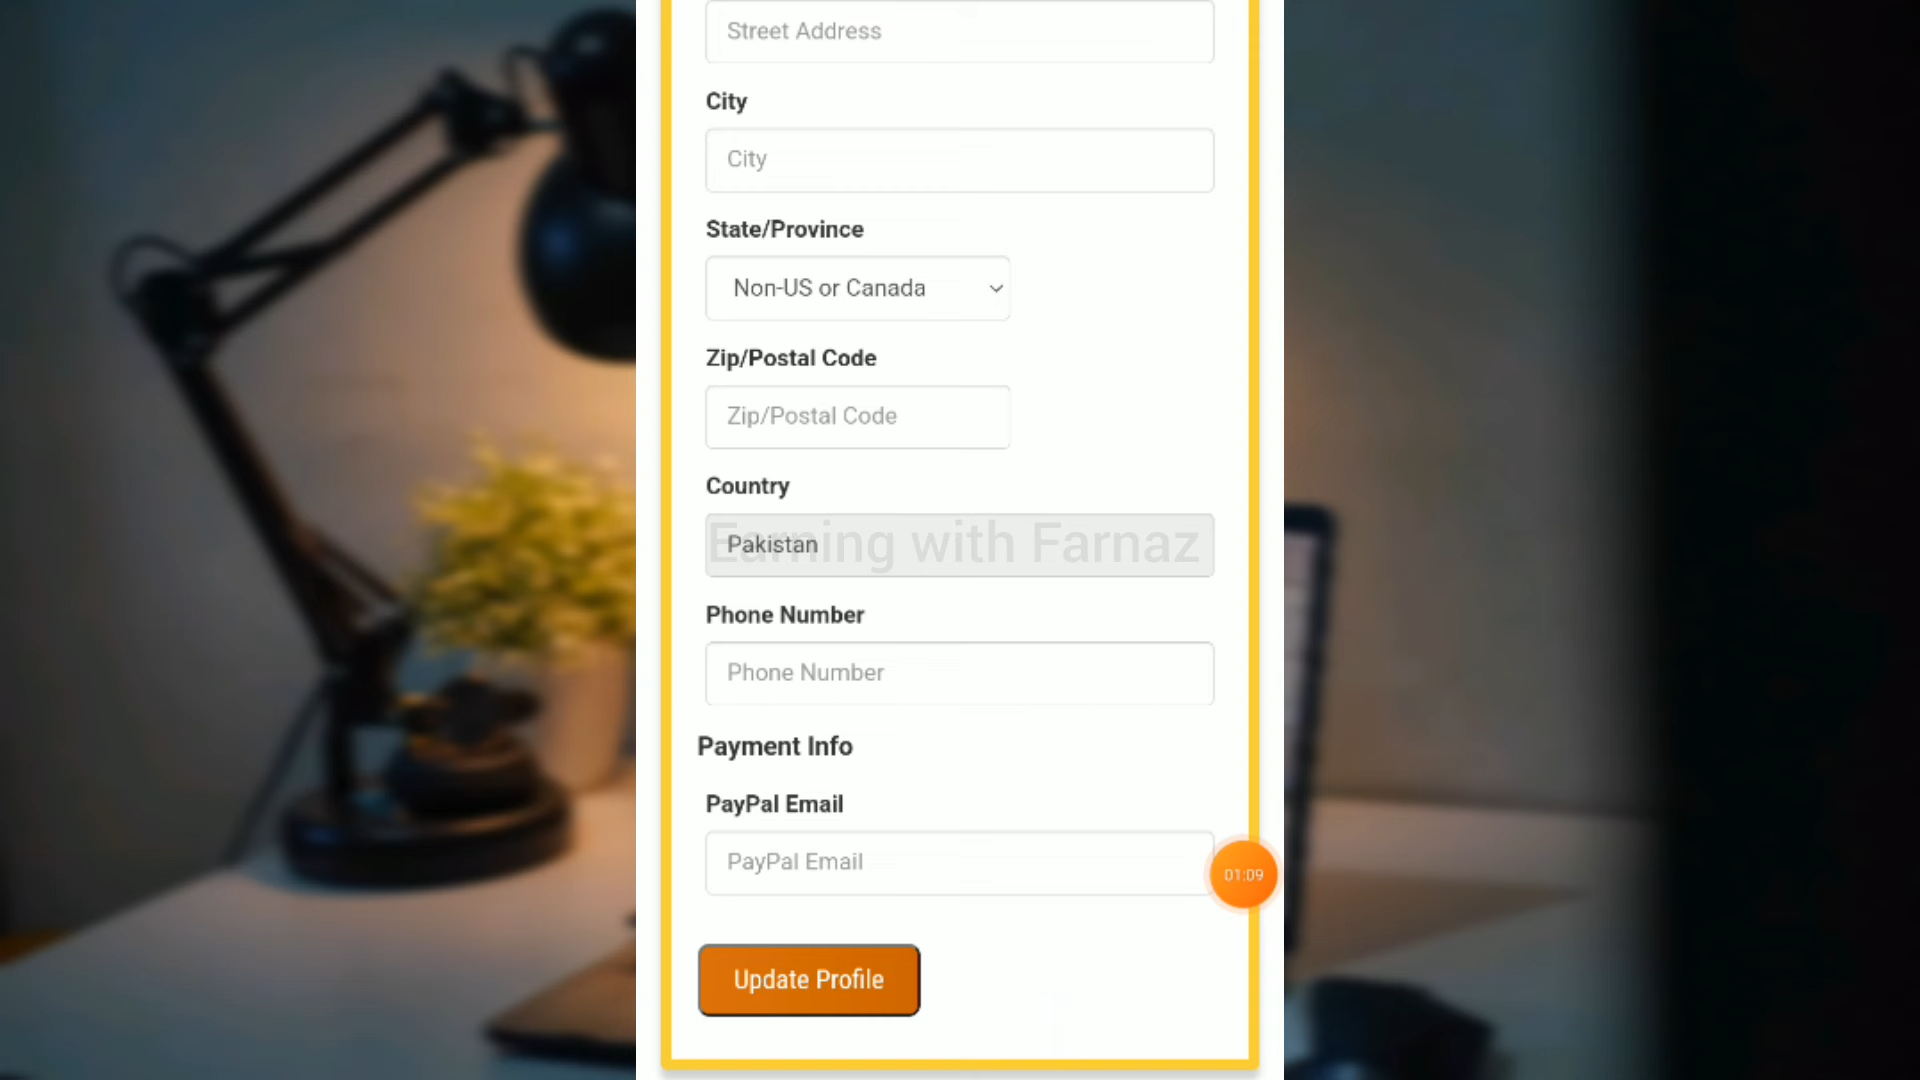 Street Address
City
City
State/Province
Non-US or Canada
Zip/Postal Code
Zip/Postal Code
Country
Pakistan
Earning with Farnaz
Phone Number
Phone Number
Payment Info
PayPal Email
PayPal Email
01:09
Update Profile